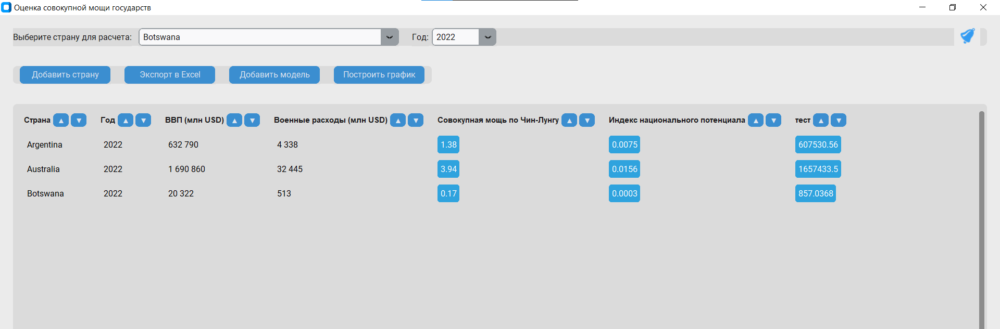 Оценка совокупной мощи государств
Выберите страну для расчета: Botswana Год: 2022
Добавить страну Экспорт в Excel Добавить модель Построить график
Страна ▲ ▼ Год ▲ ▼ ВВП (млн USD) ▲ ▼ Военные расходы (млн USD) ▲ ▼ Совокупная мощь по Чин-Лунгу ▲ ▼ Индекс национального потенциала ▲ ▼ тест ▲ ▼
Argentina 2022 632 790 4 338 1.38 0.0075 607530.56
Australia 2022 1 690 860 32 445 3.94 0.0156 1657433.5
Botswana 2022 20 322 513 0.17 0.0003 857.0368